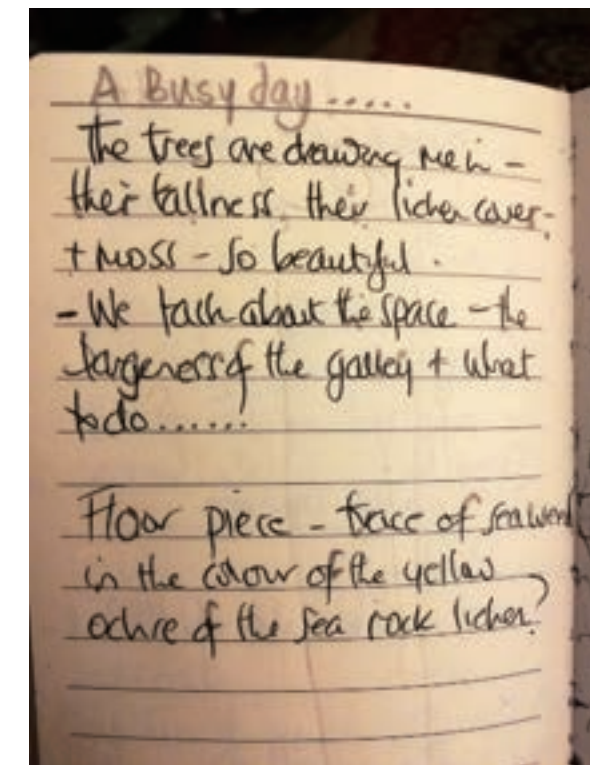 A Busy day.....
The trees are drawing me in -
their tallness, their lichen cover -
+ moss - so beautiful.
- We talk about the space - the
largeness of the gallery + what
to do......
Floor piece - trace of seaweed
in the colour of the yellow
ochre of the sea rock lichen?